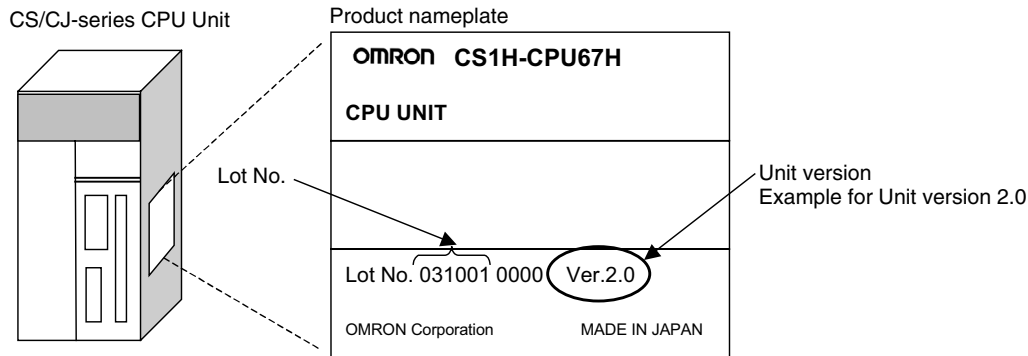 CS/CJ-series CPU Unit
Product nameplate
OMRON CS1H-CPU67H
CPU UNIT
Lot No.
Unit version
Example for Unit version 2.0
Lot No. 031001 0000 Ver.2.0
OMRON Corporation MADE IN JAPAN